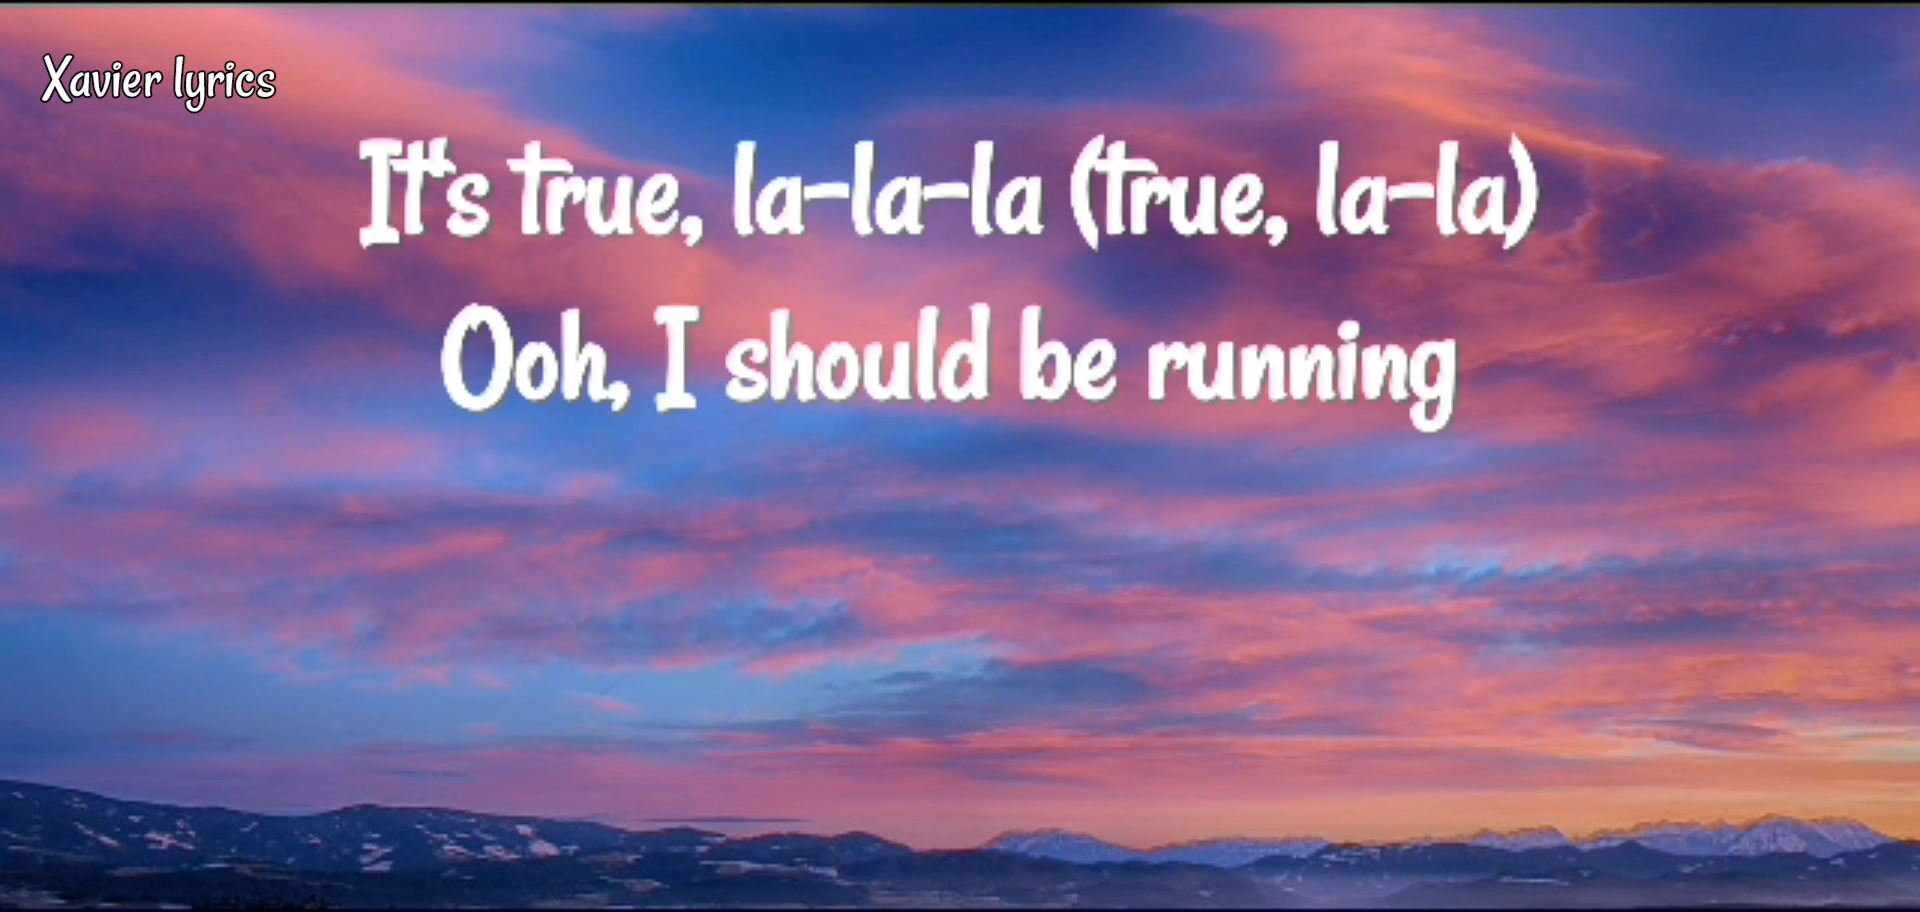 Xavier lyrics
It's true, la-la-la (true, la-la)
Ooh, I should be running